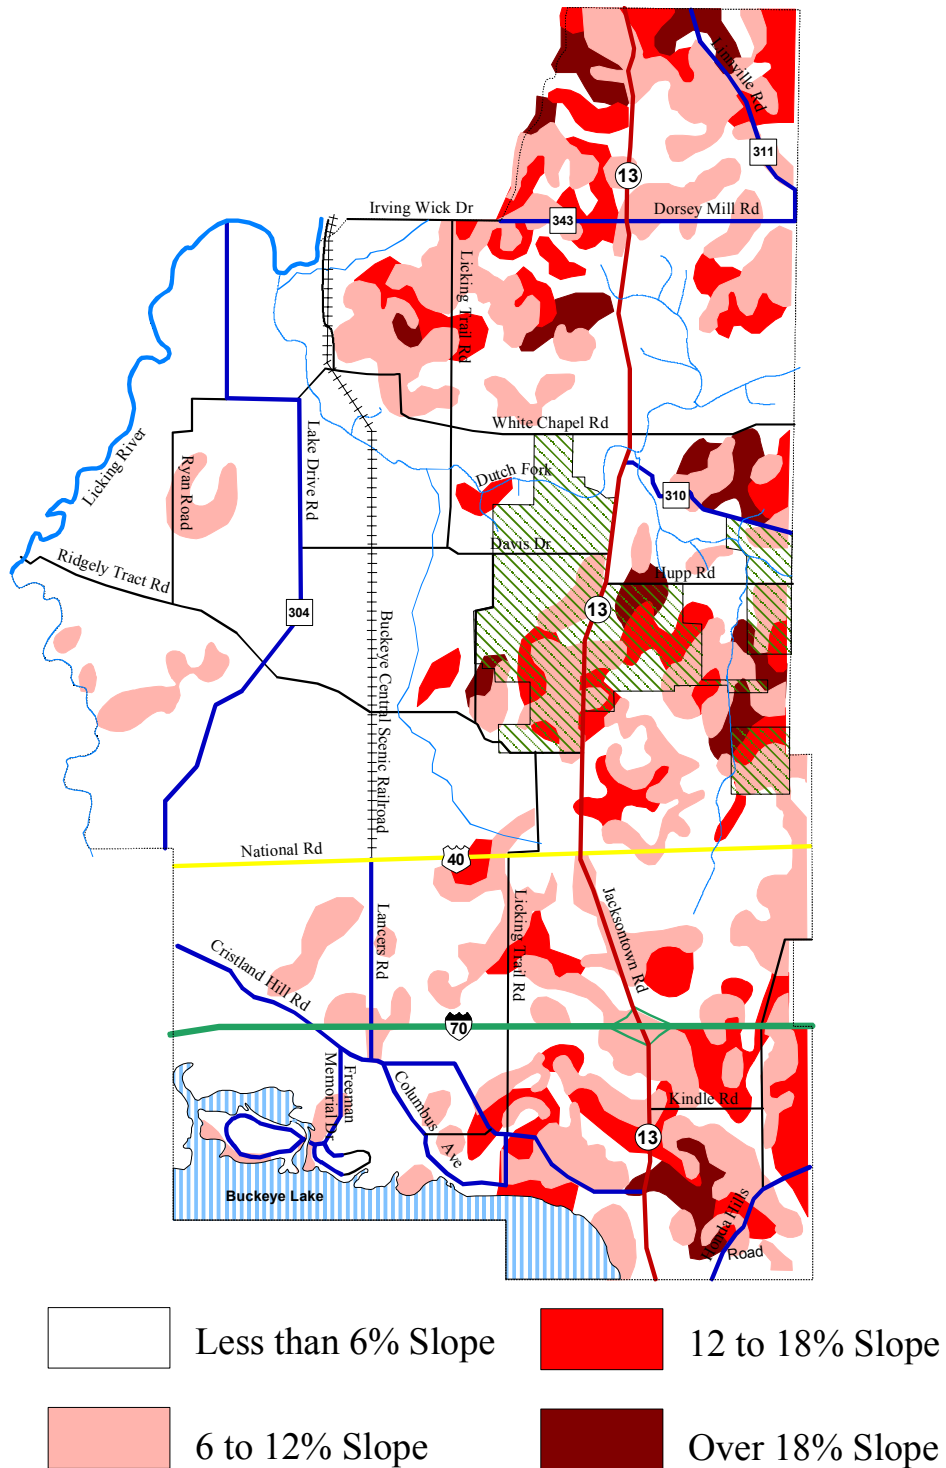 Linnville Rd
311
13
Irving Wick Dr
343
Dorsey Mill Rd
Licking Trail Rd
White Chapel Rd
Licking River
Ryan Road
Lake Drive Rd
Dutch Fork
310
Davis Dr
Hupp Rd
Ridgely Tract Rd
304
13
Buckeye Central Scenic Railroad
National Rd
40
Lancers Rd
Licking Trail Rd
Jacksontown Rd
Cristland Hill Rd
70
Freeman
Memorial Dr
Columbus
Ave
Kindle Rd
13
Buckeye Lake
Honda Hills
Road
Less than 6% Slope
12 to 18% Slope
6 to 12% Slope
Over 18% Slope